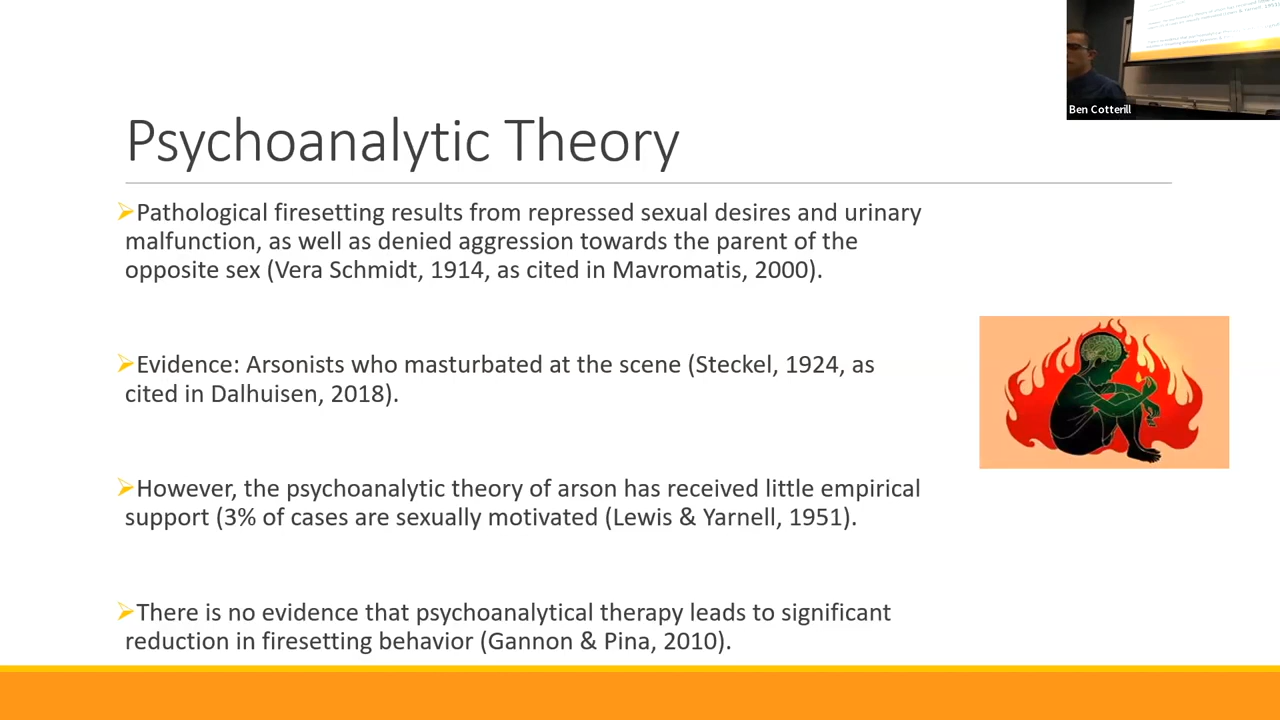 Ben Cotterill
Psychoanalytic Theory
Pathological firesetting results from repressed sexual desires and urinary
malfunction, as well as denied aggression towards the parent of the
opposite sex (Vera Schmidt, 1914, as cited in Mavromatis, 2000).
Evidence: Arsonists who masturbated at the scene (Steckel, 1924, as
cited in Dalhuisen, 2018).
However, the psychoanalytic theory of arson has received little empirical
support (3% of cases are sexually motivated (Lewis & Yarnell, 1951).
There is no evidence that psychoanalytical therapy leads to significant
reduction in firesetting behavior (Gannon & Pina, 2010).